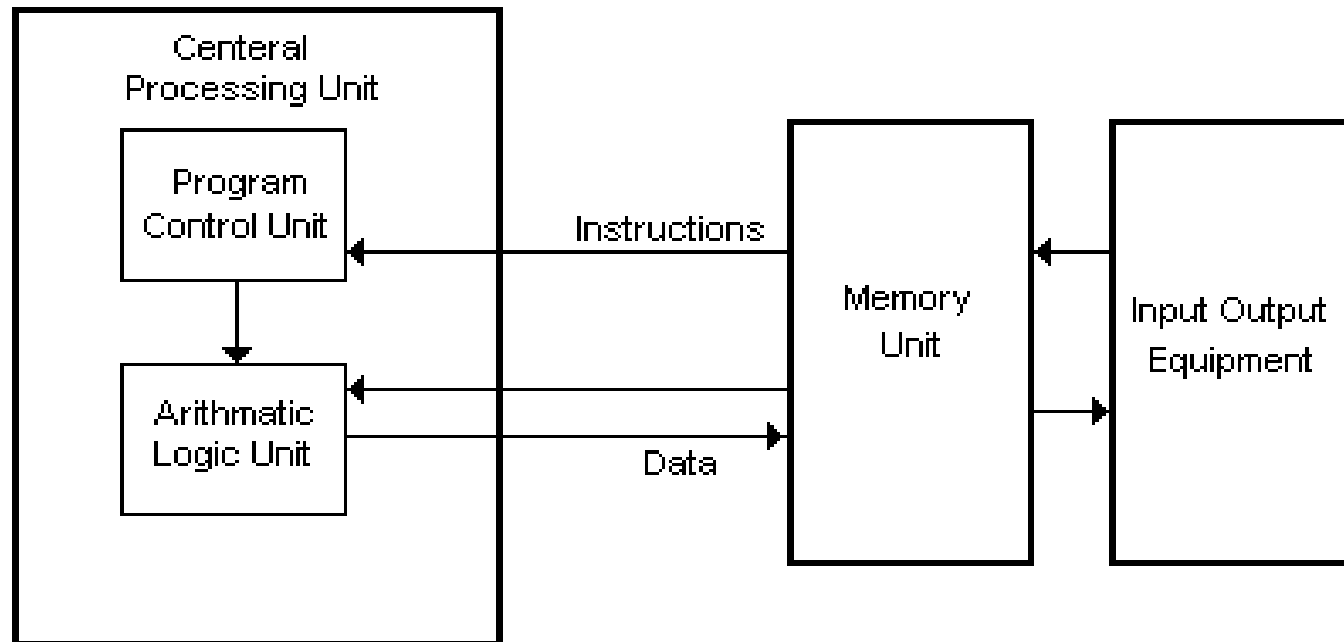 Centeral
Processing Unit
Program
Control Unit
Instructions
Memory
Unit
Input Output
Equipment
Arithmatic
Logic Unit
Data